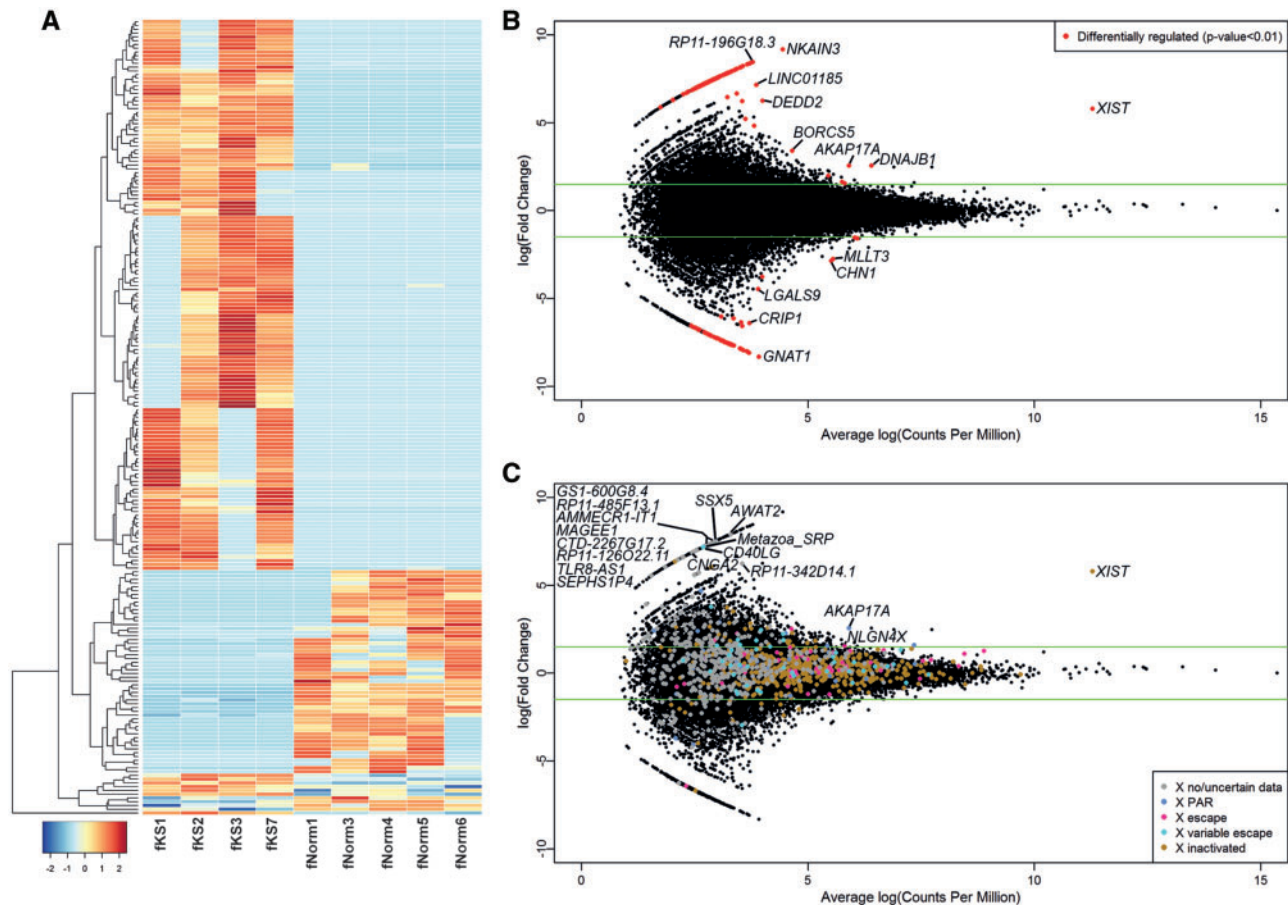 A
-2 -1 0 1 2
fKS1
fKS2
fKS3
fKS7
fNorm1
fNorm3
fNorm4
fNorm5
fNorm6
B
Differentially regulated (p-value<0.01)
RP11-196G18.3
NKAIN3
LINC01185
DEDD2
XIST
BORCS5
AKAP17A
DNAJB1
MLLT3
CHN1
LGALS9
CRIP1
GNAT1
log(Fold Change)
10
5
0
-5
-10
0 5 10 15
Average log(Counts Per Million)
C
GS1-600G8.4
RP11-485F13.1
AMMECR1-IT1
MAGEE1
CTD-2267G17.2
RP11-126O22.11
TLR8-AS1
SEPHS1P4
SSX5
AWAT2
Metazoa_SRP
CD40LG
CNGA2
RP11-342D14.1
XIST
AKAP17A
NLGN4X
log(Fold Change)
10
5
0
-5
-10
X no/uncertain data
X PAR
X escape
X variable escape
X inactivated
0 5 10 15
Average log(Counts Per Million)